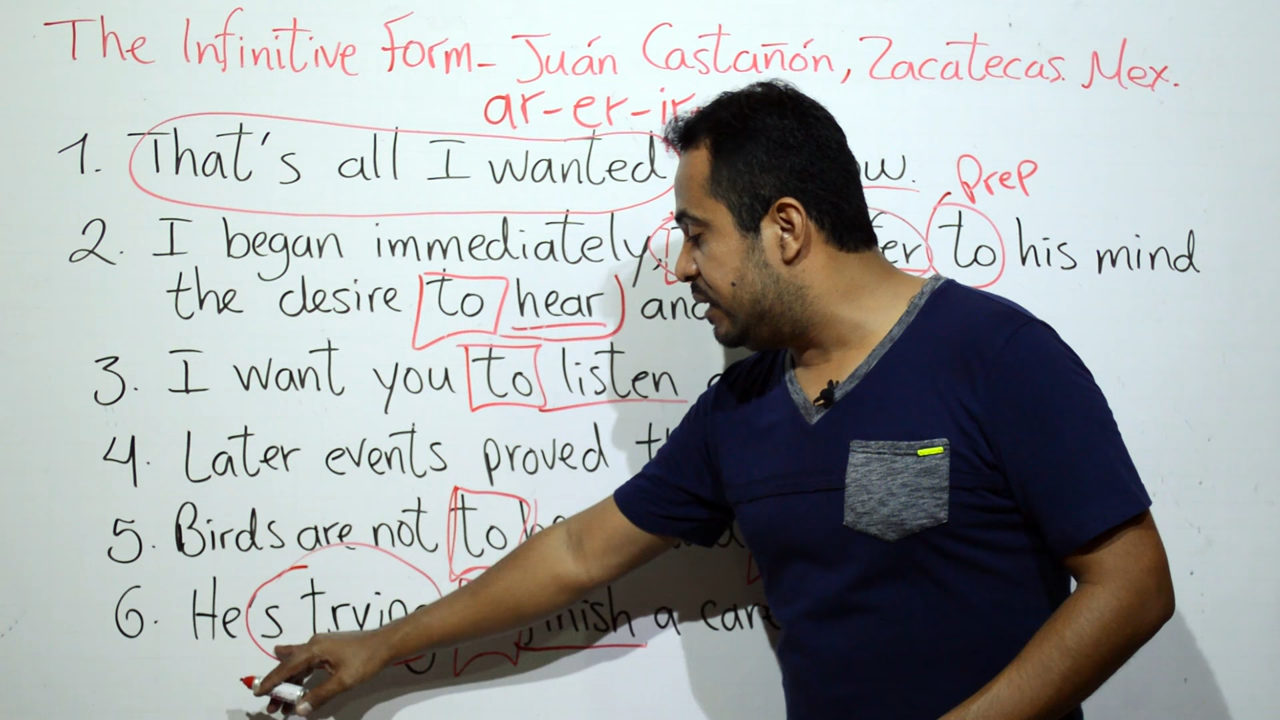 The Infinitive Form- Juán Castañón, Zacatecas. Mex.
ar-er-ir
1. That's all I wanted
prep
2. I began immediately, to his mind
the desire to hear and
3. I want you to listen
4. Later events proved
5. Birds are not to
6. He s trying finish a